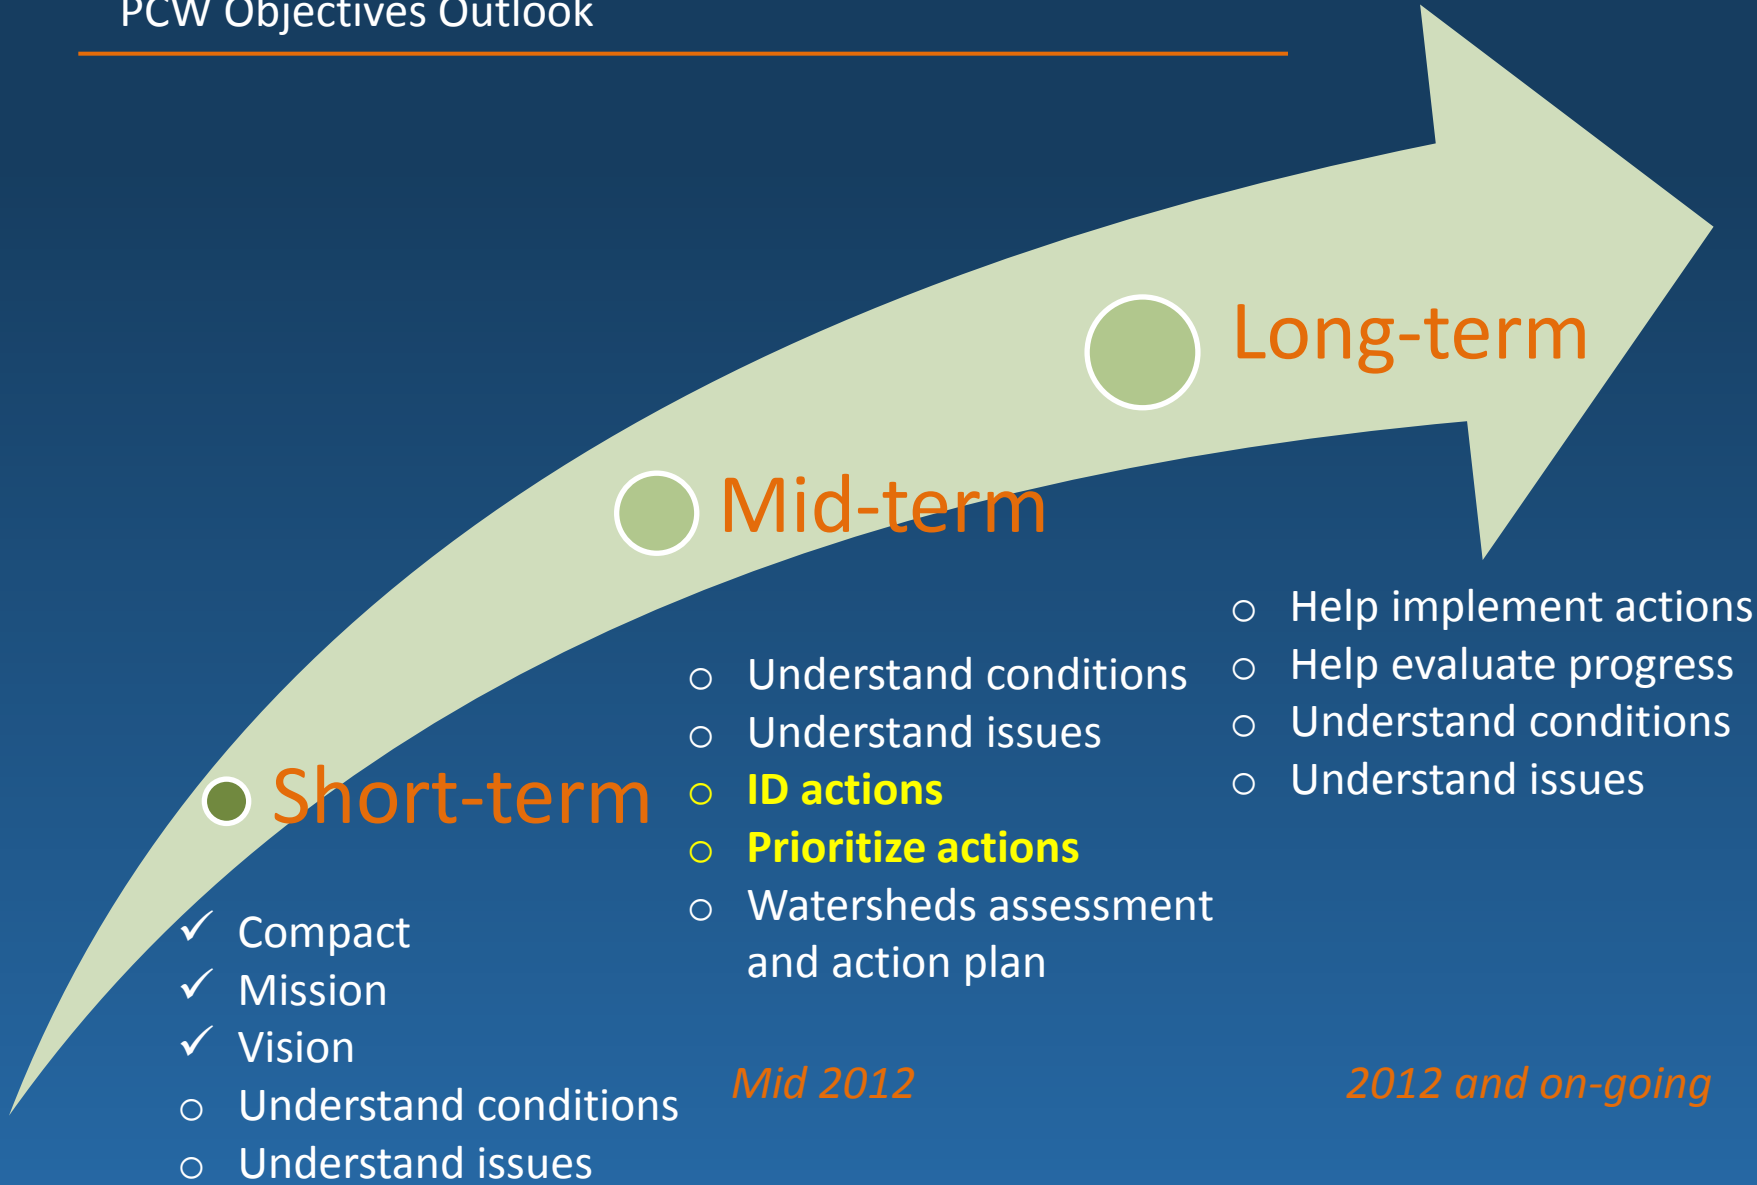 PCW Objectives Outlook
Long-term
Mid-term
Short-term
✓ Compact
✓ Mission
✓ Vision
o Understand conditions
o Understand issues
o Understand conditions
o Understand issues
o ID actions
o Prioritize actions
o Watersheds assessment
and action plan
Mid 2012
o Help implement actions
o Help evaluate progress
o Understand conditions
o Understand issues
2012 and on-going